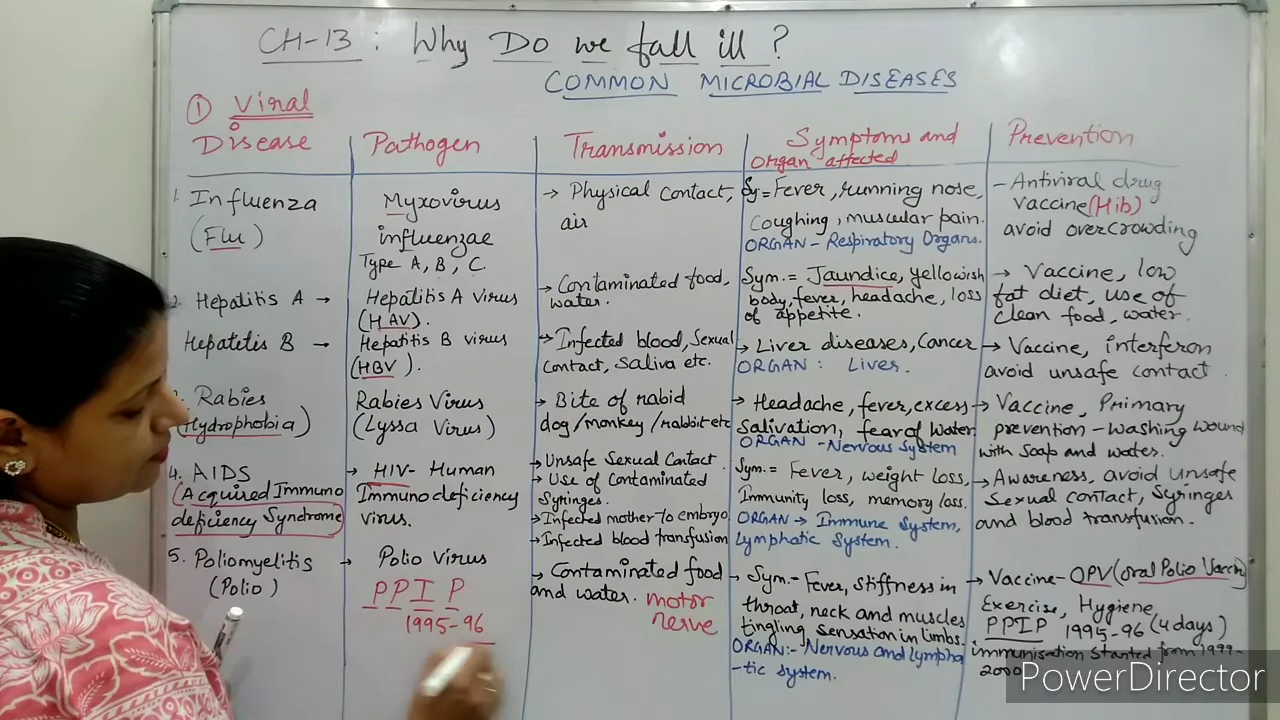 CH-13 : Why Do we fall ill ?
COMMON MICROBIAL DISEASES
① Viral
Disease
Pathogen
Transmission
Symptoms and
Organ affected
Prevention
1. Influenza
(Flu)
Myxovirus
influenzae
Type A, B, C.
→ Physical contact,
air
Sy= Fever, running nose,
coughing, muscular pain.
ORGAN - Respiratory Organs.
- Antiviral drug
vaccine (Hib)
avoid overcrowding
2. Hepatitis A →
Hepatitis A virus
(HAV).
→ Contaminated food,
water.
Sym.= Jaundice, yellowish
body, fever, headache, loss
of appetite.
→ Vaccine, low
fat diet, use of
clean food, water.
Hepatetis B →
Hepatitis B virus
(HBV).
→ Infected blood, Sexual
contact, saliva etc.
→ Liver diseases, Cancer
ORGAN : Liver.
→ Vaccine, interferon
avoid unsafe contact.
3. Rabies
(Hydrophobia)
Rabies Virus
(Lyssa Virus)
→ Bite of rabid
dog/monkey/rabbit etc
→ Headache, fever, excess
salivation, fear of water
ORGAN - Nervous System
→ Vaccine, Primary
prevention - washing wound
with soap and water.
4. AIDS
(Acquired Immuno
deficiency Syndrome)
→ HIV- Human
Immunodeficiency
virus.
→ Unsafe Sexual Contact.
→ Use of Contaminated
Syringes.
→ Infected mother to embryo
→ Infected blood transfusion
Sym.= Fever, weight loss,
Immunity loss, memory loss.
ORGAN → Immune System,
Lymphatic System.
→ Awareness, avoid unsafe
Sexual contact, Syringes
and blood transfusion.
5. Poliomyelitis
(Polio)
→ Polio Virus
PPIP
1995-96
→ Contaminated food
and water.
motor
nerve
→ Sym.- Fever, stiffness in
throat, neck and muscles
tingling sensation in limbs.
ORGAN:- Nervous and Lympha
-tic system.
→ Vaccine- OPV (oral Polio Vaccin)
Exercise, Hygiene
PPIP 1995-96 (4 days)
immunisation started from 1999-
2000
PowerDirector